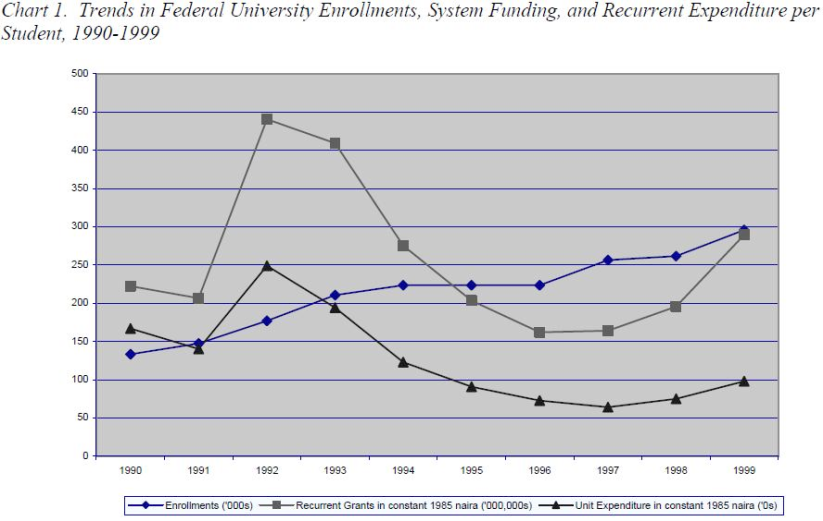 Chart 1. Trends in Federal University Enrollments, System Funding, and Recurrent Expenditure per
Student, 1990-1999
500
450
400
350
300
250
200
150
100
50
0
1990 1991 1992 1993 1994 1995 1996 1997 1998 1999
Enrollments ('000s) Recurrent Grants in constant 1985 naira ('000,000s) Unit Expenditure in constant 1985 naira ('0s)